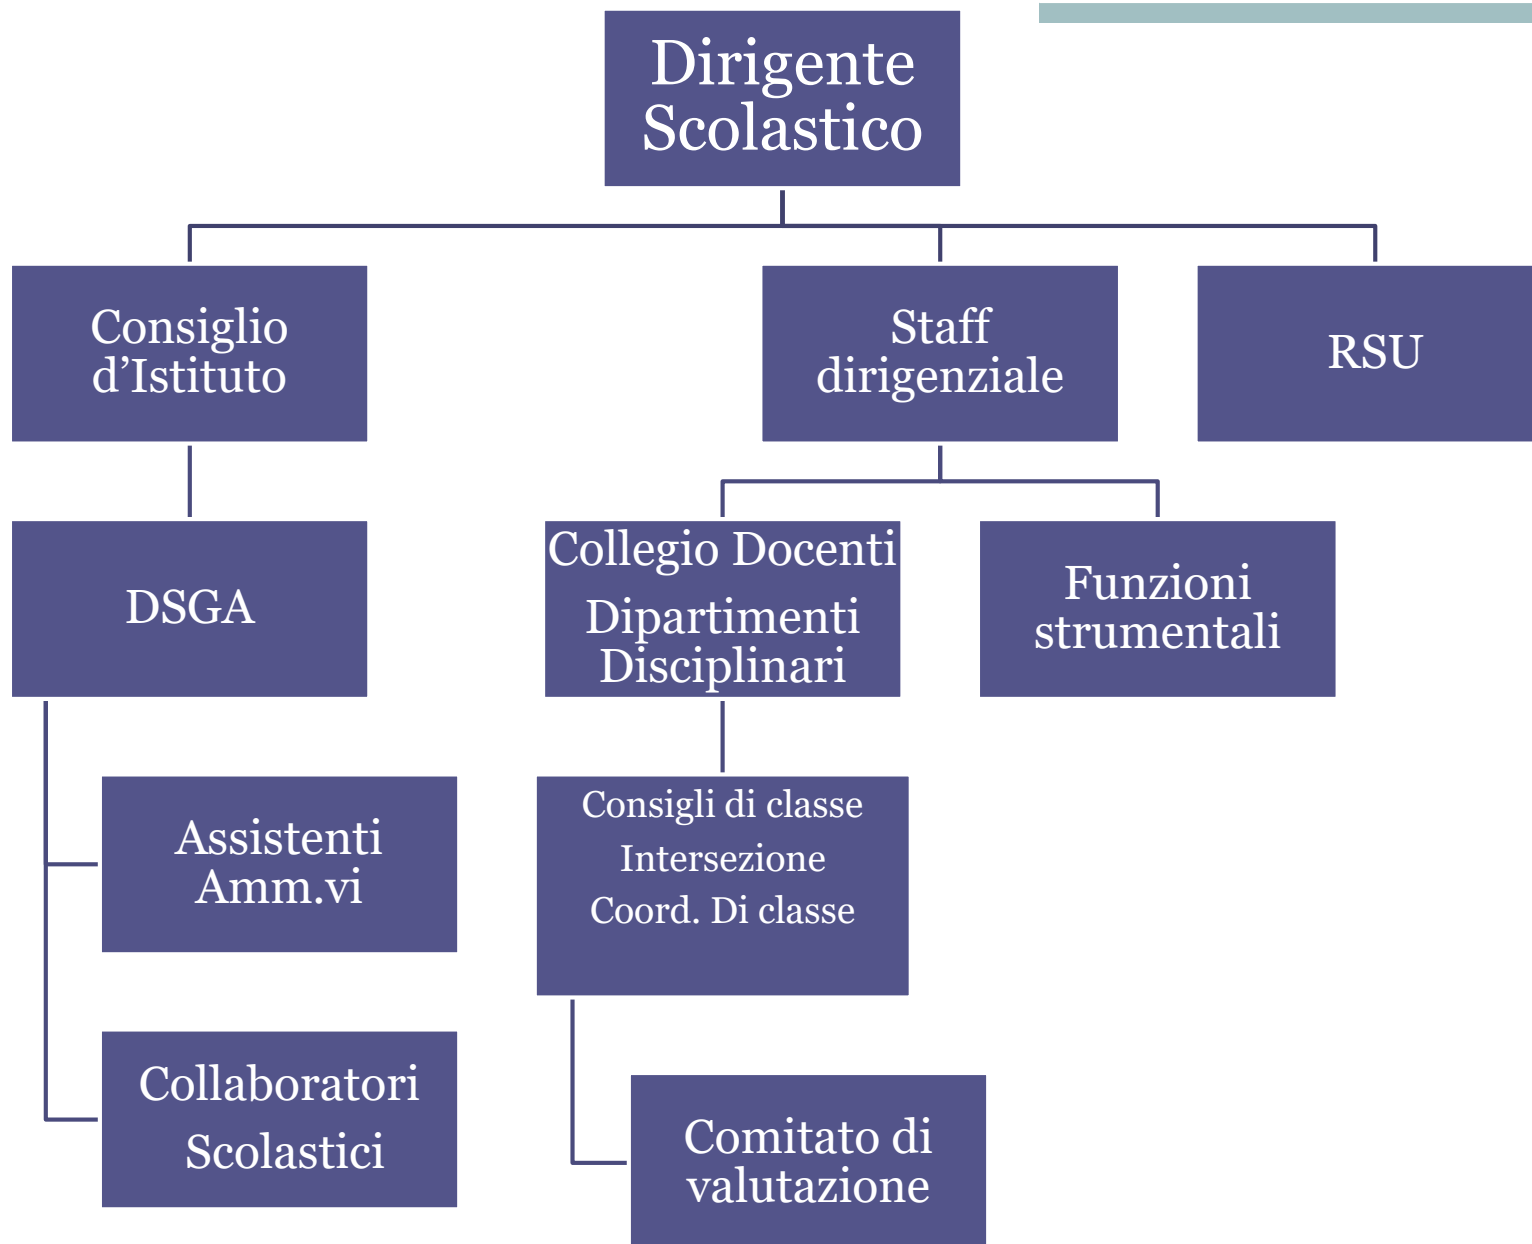 Dirigente
Scolastico
Consiglio
d’Istituto
Staff
dirigenziale
RSU
DSGA
Collegio Docenti
Dipartimenti
Disciplinari
Funzioni
strumentali
Assistenti
Amm.vi
Consigli di classe
Intersezione
Coord. Di classe
Collaboratori
Scolastici
Comitato di
valutazione